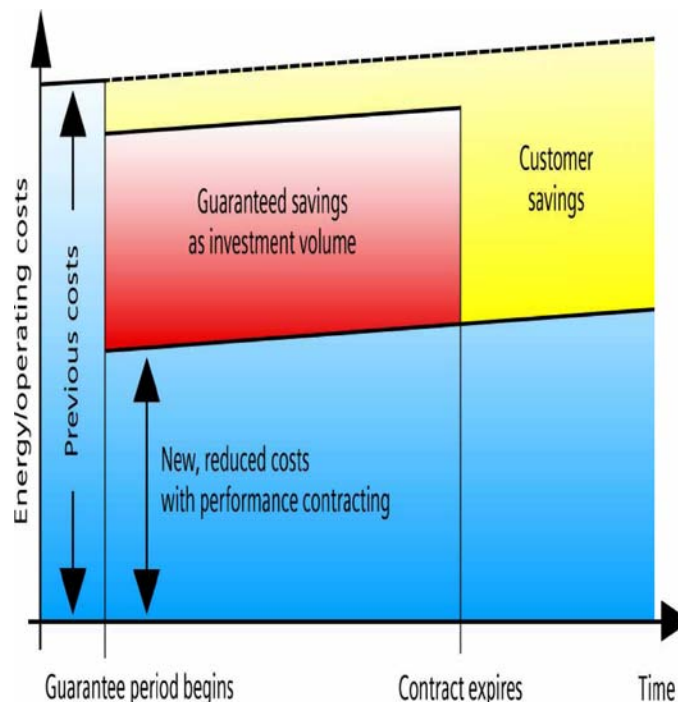 Energy/operating costs
Previous costs
Guaranteed savings
as investment volume
Customer
savings
New, reduced costs
with performance contracting
Guarantee period begins
Contract expires
Time